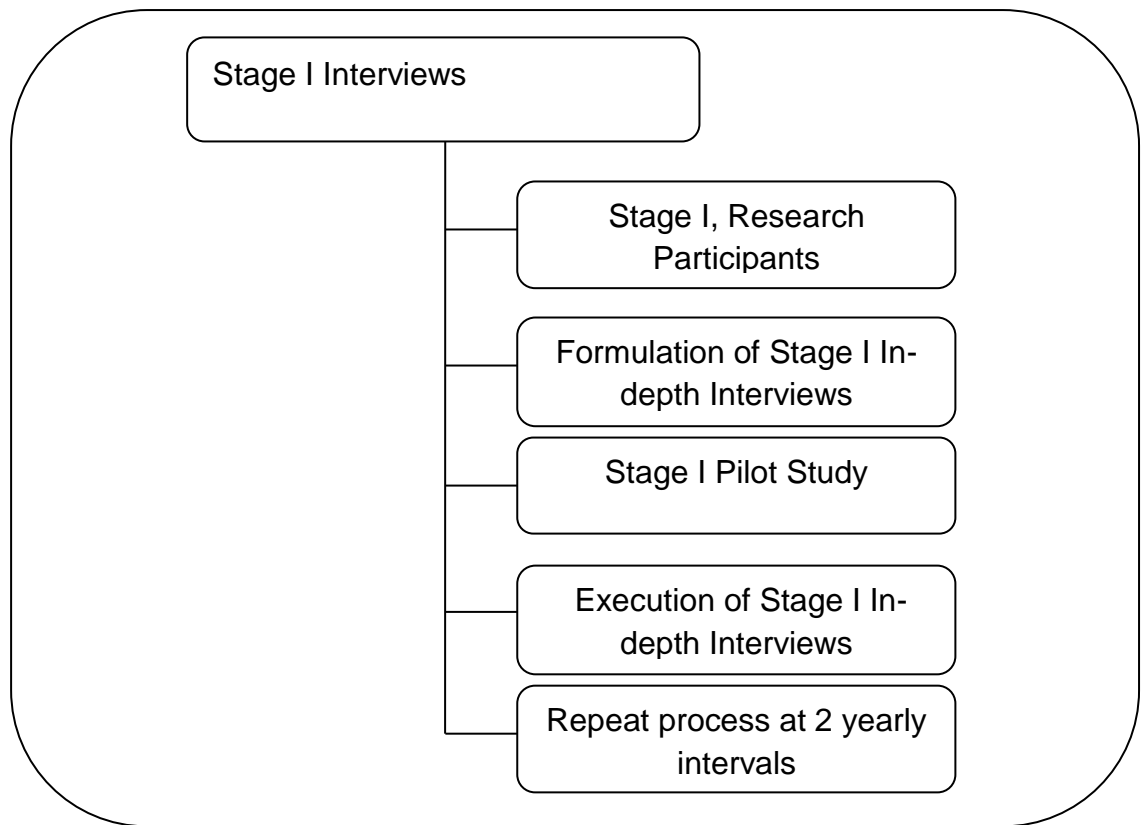 Stage I Interviews
Stage I, Research
Participants
Formulation of Stage I In-
depth Interviews
Stage I Pilot Study
Execution of Stage I In-
depth Interviews
Repeat process at 2 yearly
intervals